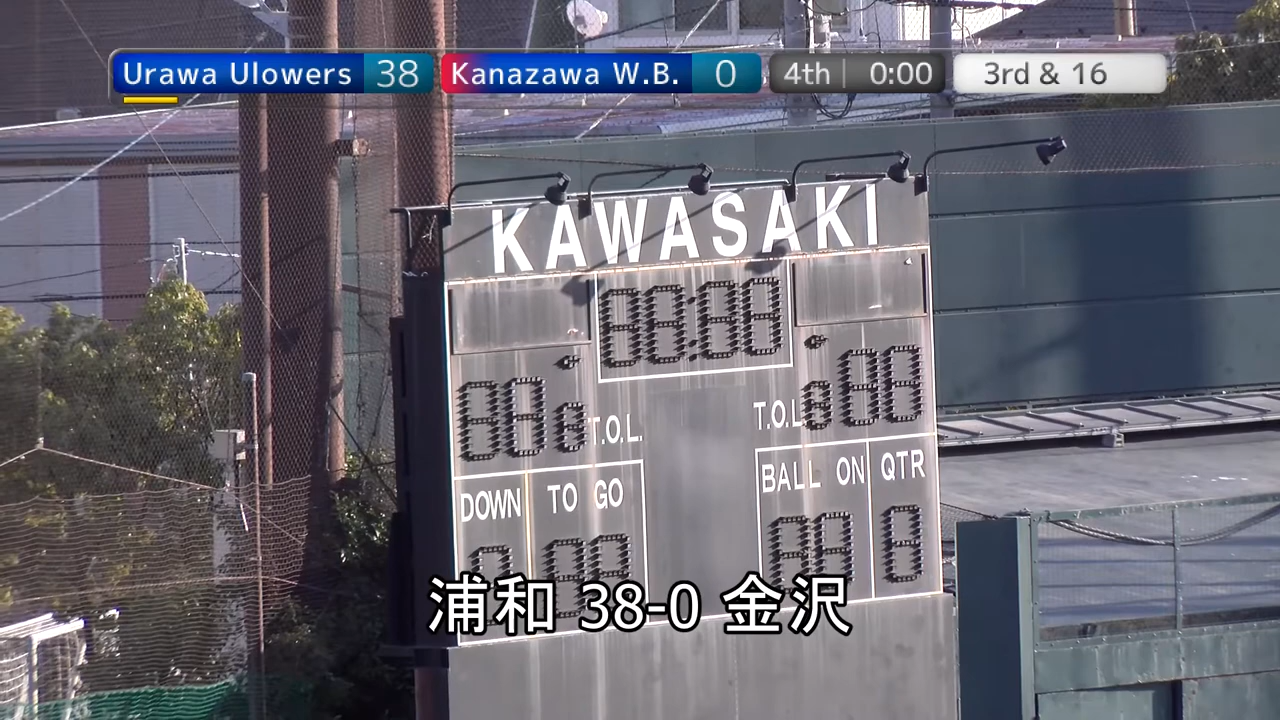 Urawa Ulowers 38 Kanazawa W.B. 0 4th 0:00 3rd & 16
KAWASAKI
T.O.L. T.O.L
DOWN TO GO BALL ON QTR
浦和 38-0 金沢